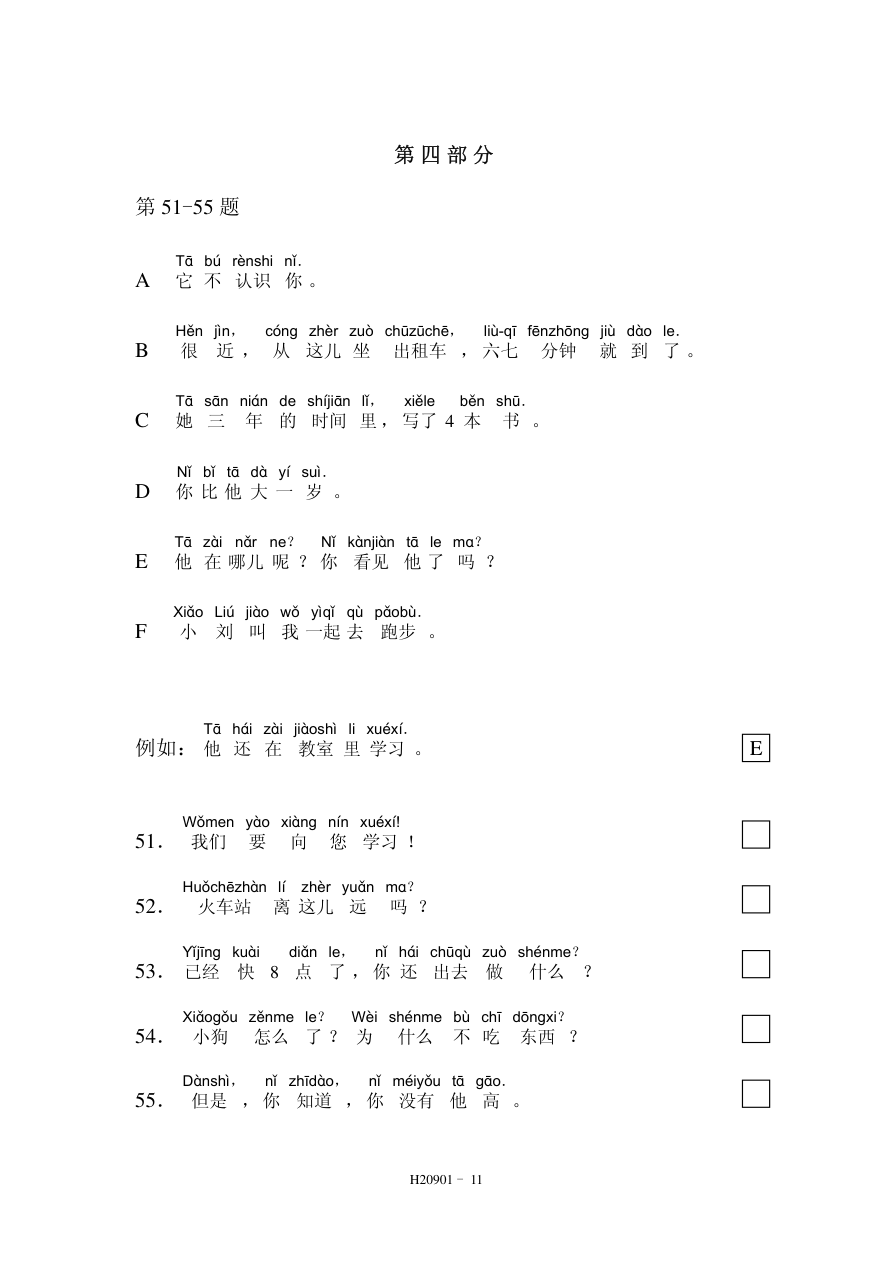 第四部分
第 51-55 题
Tā bú rènshi nǐ.
A 它 不 认识 你 。
Hěn jìn, cóng zhèr zuò chūzūchē, liù-qī fēnzhōng jiù dào le.
B 很 近 , 从 这儿 坐 出租车 , 六七 分钟 就 到 了 。
Tā sān nián de shíjiān lǐ, xiěle běn shū.
C 她 三 年 的 时间 里 , 写了 4 本 书 。
Nǐ bǐ tā dà yí suì.
D 你 比 他 大 一 岁 。
Tā zài nǎr ne? Nǐ kànjiàn tā le ma?
E 他 在 哪儿 呢 ? 你 看见 他 了 吗 ?
Xiǎo Liú jiào wǒ yìqǐ qù pǎobù.
F 小 刘 叫 我 一起 去 跑步 。
Tā hái zài jiàoshì li xuéxí.
例如: 他 还 在 教室 里 学习 。 E
Wǒmen yào xiàng nín xuéxí!
51. 我们 要 向 您 学习 !
Huǒchēzhàn lí zhèr yuǎn ma?
52. 火车站 离 这儿 远 吗 ?
Yǐjīng kuài diǎn le, nǐ hái chūqù zuò shénme?
53. 已经 快 8 点 了 , 你 还 出去 做 什么 ?
Xiǎogǒu zěnme le? Wèi shénme bù chī dōngxi?
54. 小狗 怎么 了 ? 为 什么 不 吃 东西 ?
Dànshì, nǐ zhīdào, nǐ méiyǒu tā gāo.
55. 但是 , 你 知道 , 你 没有 他 高 。
H20901 - 11